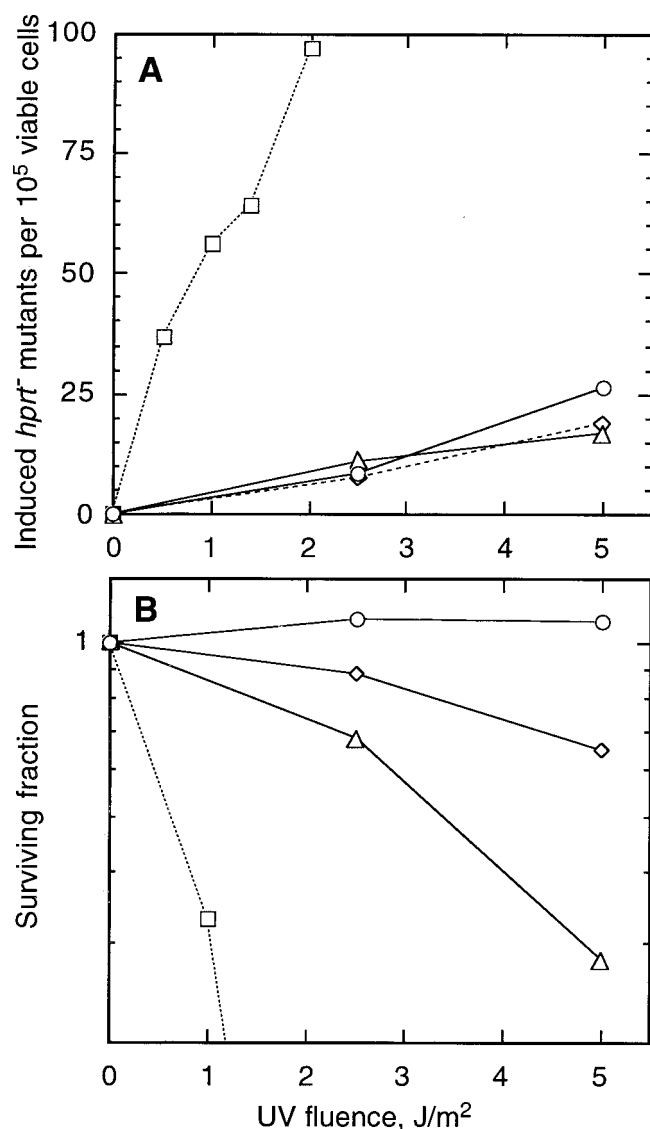 A
Induced hprt⁻ mutants per 10⁵ viable cells
100
75
50
25
0
0 1 2 3 4 5
B
Surviving fraction
1
0 1 2 3 4 5
UV fluence, J/m²